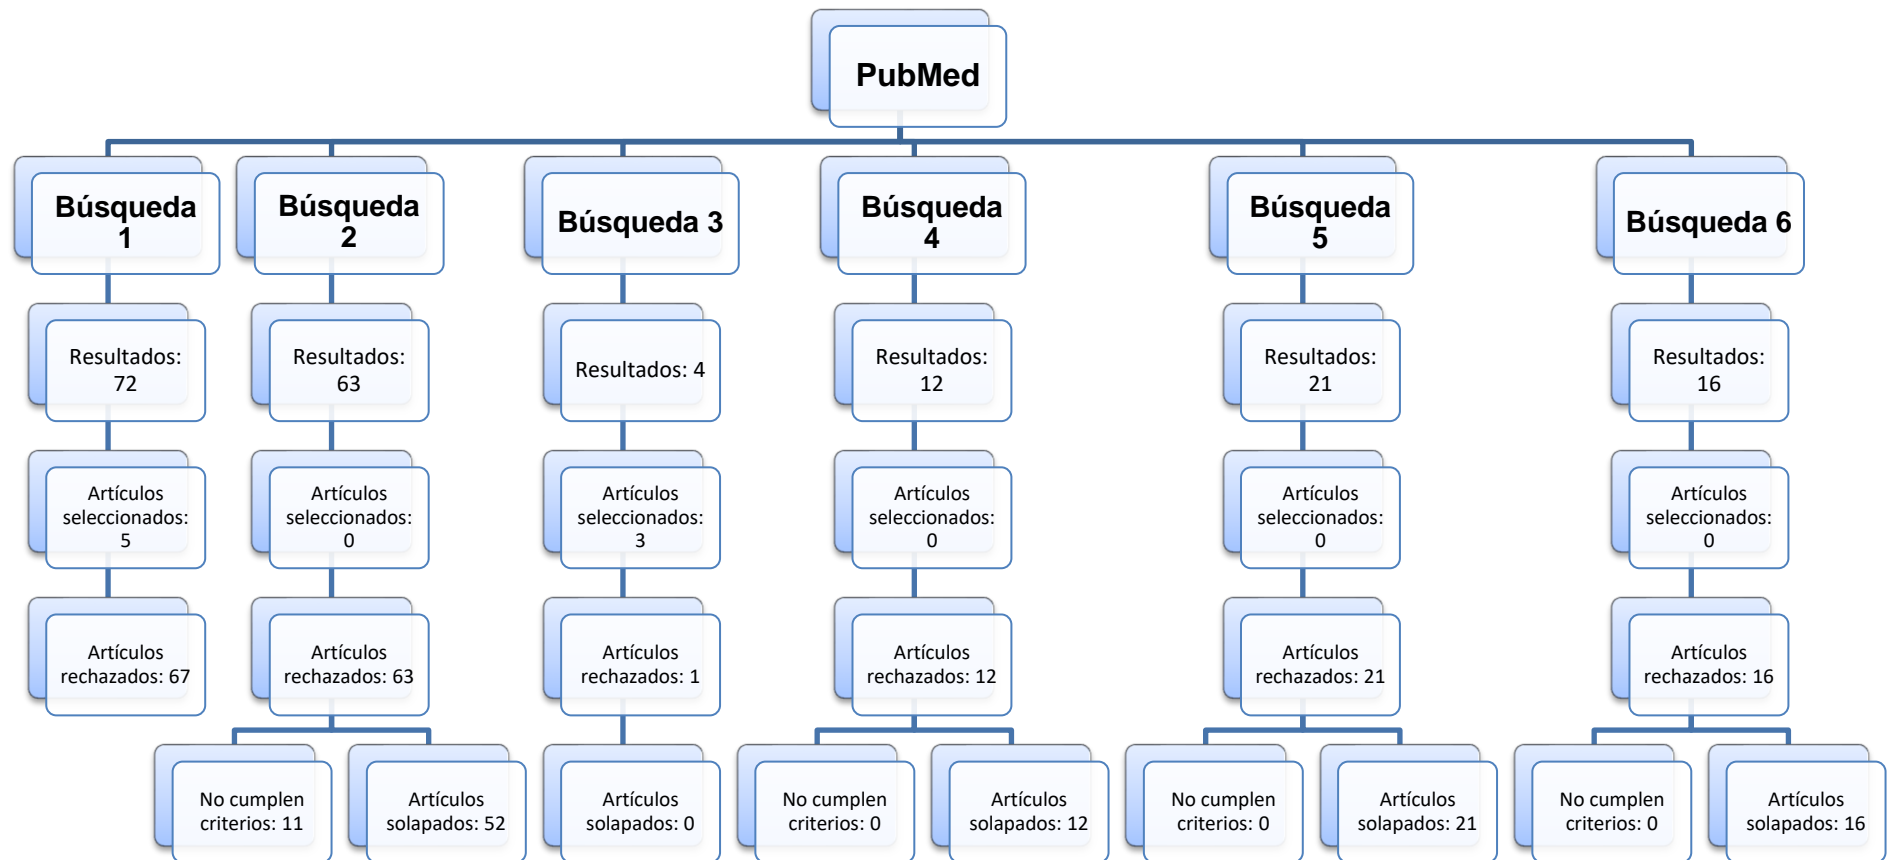 PubMed
Búsqueda
1
Búsqueda
2
Búsqueda 3
Búsqueda
4
Búsqueda
5
Búsqueda 6
Resultados:
72
Resultados:
63
Resultados: 4
Resultados:
12
Resultados:
21
Resultados:
16
Artículos
seleccionados:
5
Artículos
seleccionados:
0
Artículos
seleccionados:
3
Artículos
seleccionados:
0
Artículos
seleccionados:
0
Artículos
seleccionados:
0
Artículos
rechazados: 67
Artículos
rechazados: 63
Artículos
rechazados: 1
Artículos
rechazados: 12
Artículos
rechazados: 21
Artículos
rechazados: 16
No cumplen
criterios: 11
Artículos
solapados: 52
Artículos
solapados: 0
No cumplen
criterios: 0
Artículos
solapados: 12
No cumplen
criterios: 0
Artículos
solapados: 21
No cumplen
criterios: 0
Artículos
solapados: 16